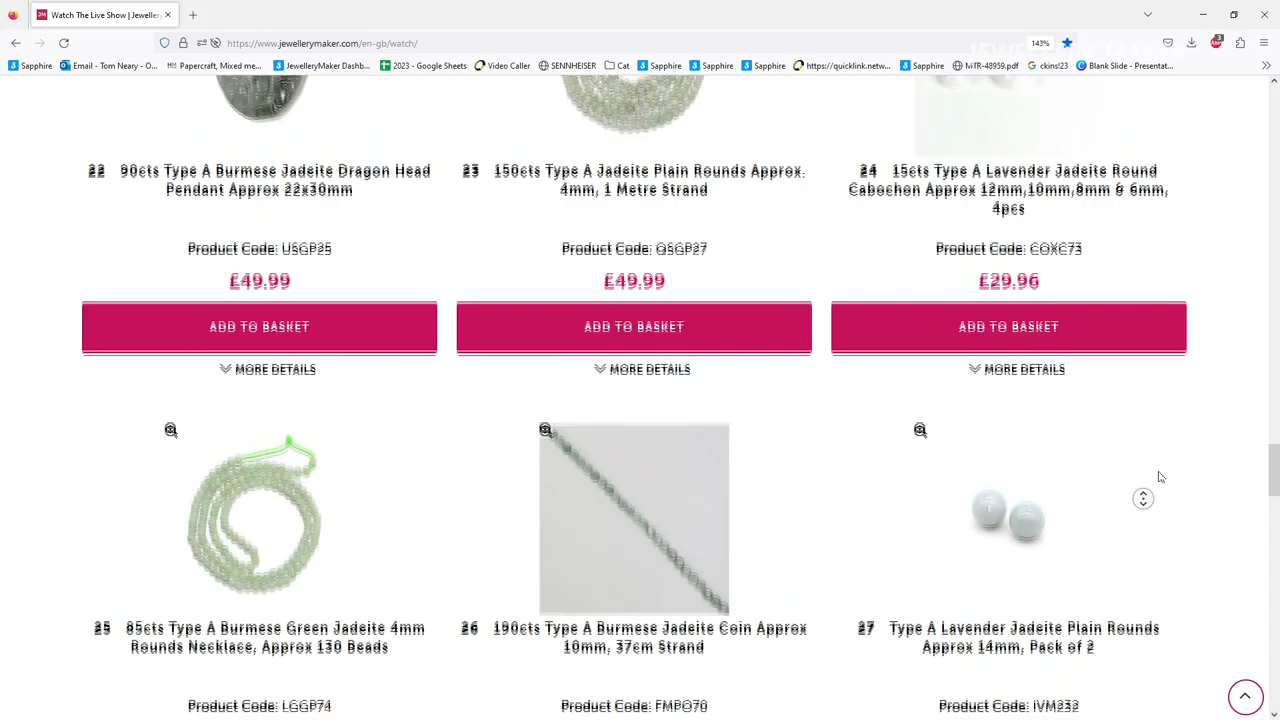 Watch The Live Show | Jeweller
https://www.jewellerymaker.com/en-gb/watch/
143%
3
Sapphire
Email - Tom Neary - O...
Papercraft, Mixed me...
JewelleryMaker Dashb...
2023 - Google Sheets
Video Caller
SENNHEISER
Cat
Sapphire
Sapphire
Sapphire
https://quicklink.netw...
Sapphire
MTR-48959.pdf
ckins!23
Blank Slide - Presentat...
22 90cts Type A Burmese Jadeite Dragon Head
Pendant Approx 22x30mm
Product Code: USGP25
£49.99
ADD TO BASKET
MORE DETAILS
23 150cts Type A Jadeite Plain Rounds Approx.
4mm, 1 Metre Strand
Product Code: QSGP27
£49.99
ADD TO BASKET
MORE DETAILS
24 15cts Type A Lavender Jadeite Round
Cabochon Approx 12mm,10mm,8mm & 6mm,
4pcs
Product Code: COXC73
£29.96
ADD TO BASKET
MORE DETAILS
25 85cts Type A Burmese Green Jadeite 4mm
Rounds Necklace, Approx 130 Beads
Product Code: LGGP74
26 190cts Type A Burmese Jadeite Coin Approx
10mm, 37cm Strand
Product Code: FMPO70
27 Type A Lavender Jadeite Plain Rounds
Approx 14mm, Pack of 2
Product Code: IVM232